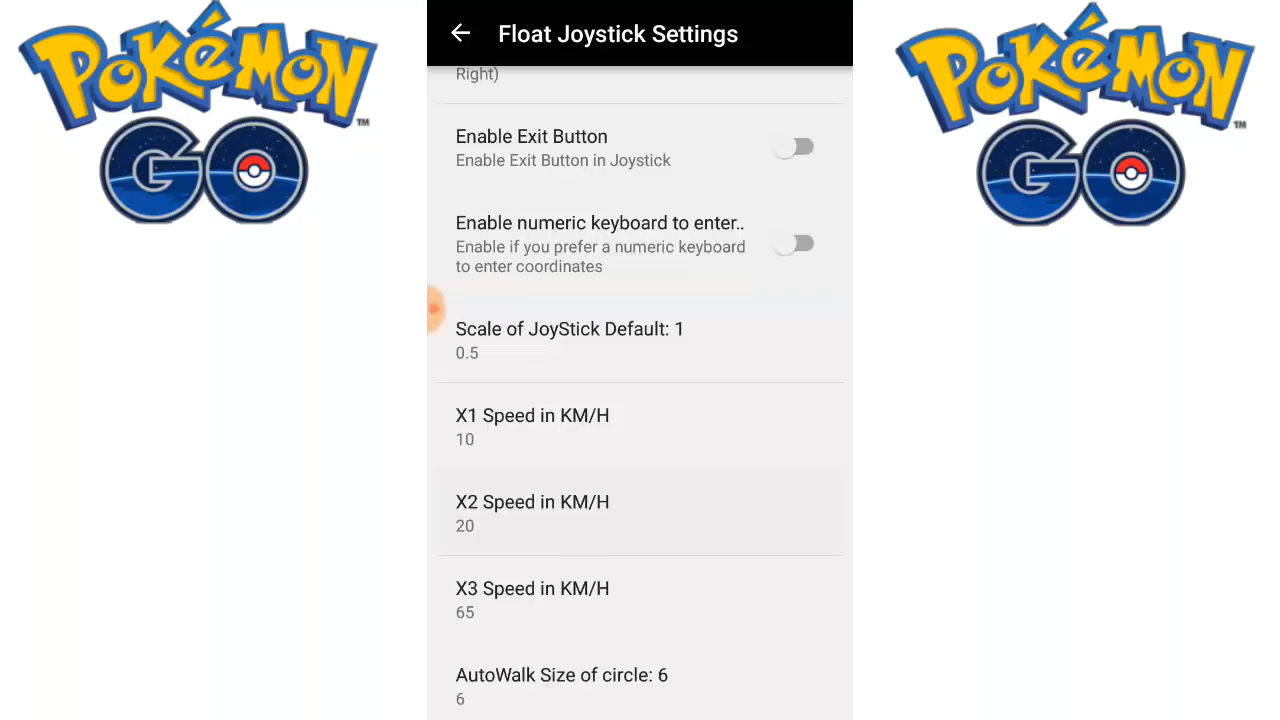 POKéMON
GO
TM
Float Joystick Settings
Right)
Enable Exit Button
Enable Exit Button in Joystick
Enable numeric keyboard to enter..
Enable if you prefer a numeric keyboard
to enter coordinates
Scale of JoyStick Default: 1
0.5
X1 Speed in KM/H
10
X2 Speed in KM/H
20
X3 Speed in KM/H
65
AutoWalk Size of circle: 6
6
POKéMON
GO
TM